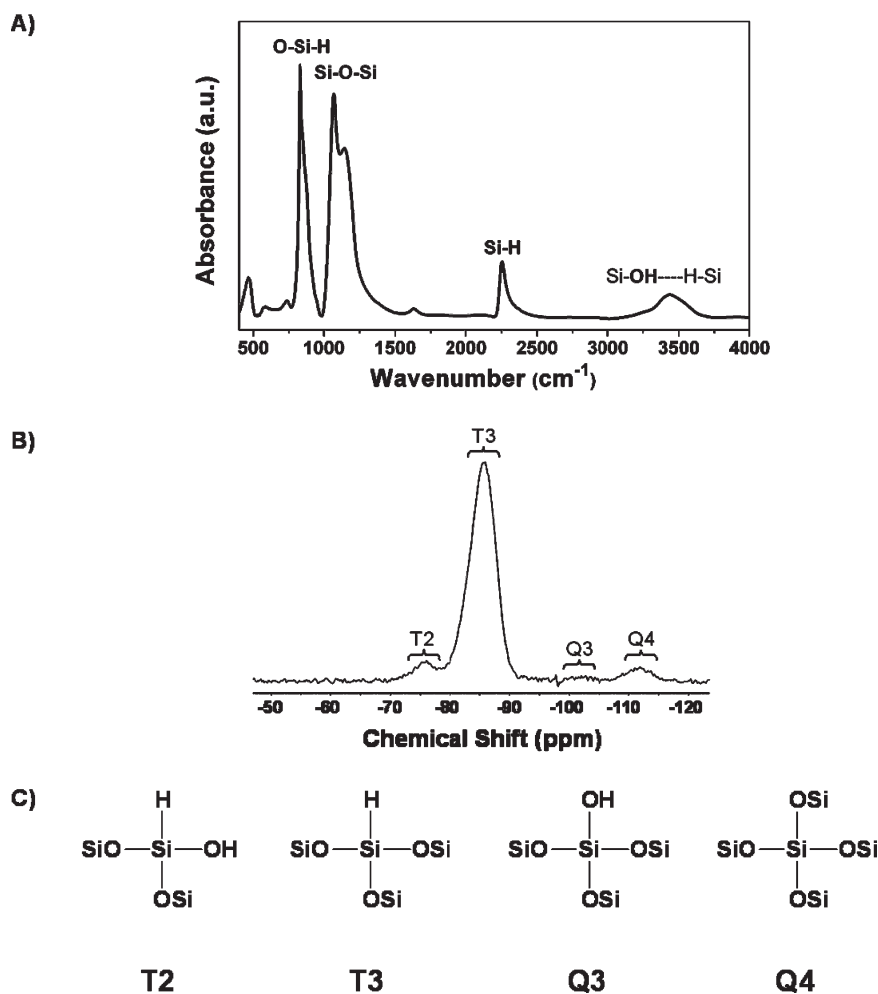 A)
O-Si-H
Si-O-Si
Si-H
Si-OH----H-Si
Absorbance (a.u.)
500 1000 1500 2000 2500 3000 3500 4000
Wavenumber (cm-1)
B)
T3
T2
Q3
Q4
-50 -60 -70 -80 -90 -100 -110 -120
Chemical Shift (ppm)
C)
H H OH OSi
SiO Si OH SiO Si OSi SiO Si OSi SiO Si OSi
OSi OSi OSi OSi
T2 T3 Q3 Q4